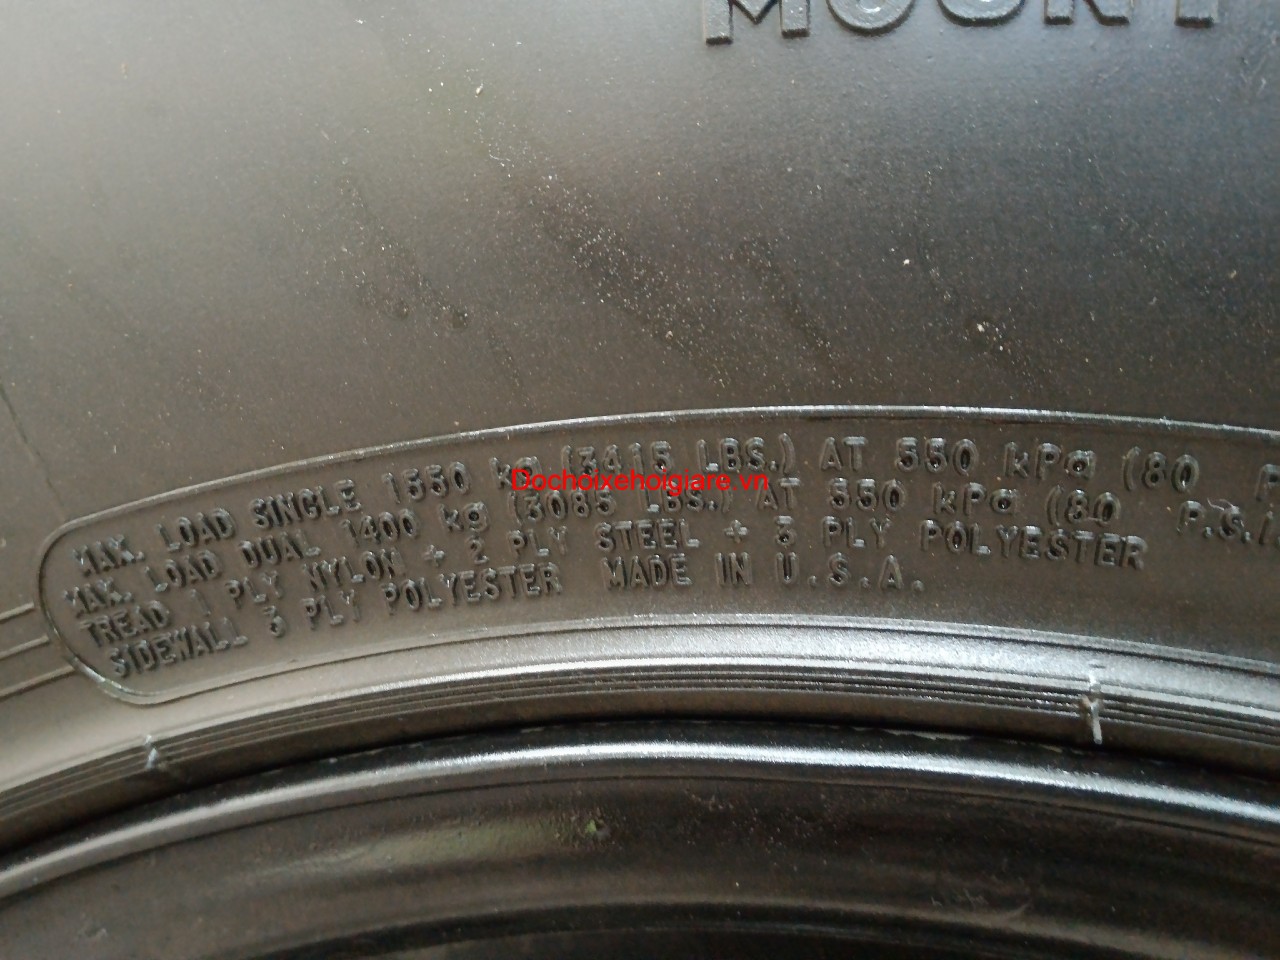 MOUNT
MAX. LOAD SINGLE 1550 kg (3415 LBS.) AT 550 kPa (80 P
MAX. LOAD DUAL 1400 kg (3085 LBS.) AT 550 kPa (80 P.S.I.
TREAD 1 PLY NYLON + 2 PLY STEEL + 3 PLY POLYESTER
SIDEWALL 3 PLY POLYESTER MADE IN U.S.A.
Dochoixehoigiare.vn